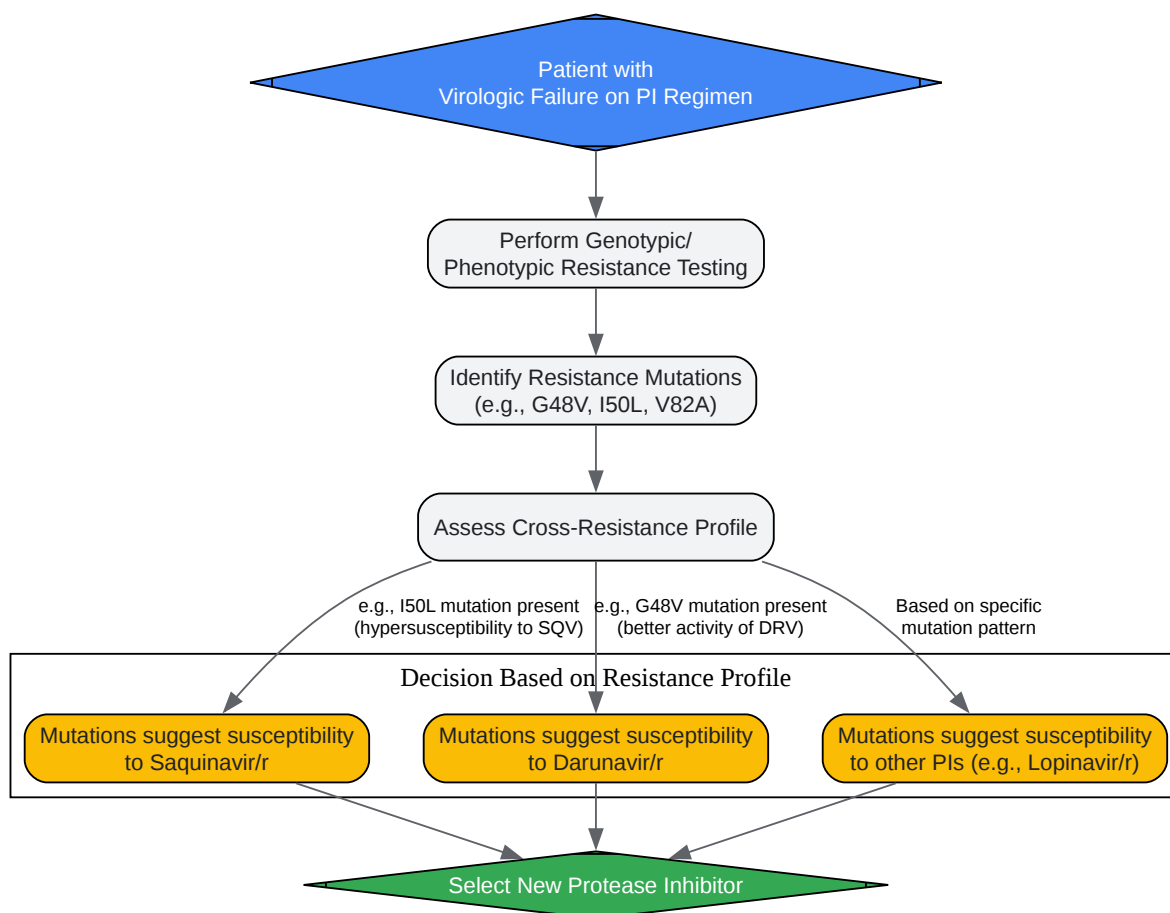 Patient with
Virologic Failure on PI Regimen
Perform Genotypic/
Phenotypic Resistance Testing
Identify Resistance Mutations
(e.g., G48V, I50L, V82A)
Assess Cross-Resistance Profile
e.g., I50L mutation present
(hypersusceptibility to SQV)
e.g., G48V mutation present
(better activity of DRV)
Based on specific
mutation pattern
Decision Based on Resistance Profile
Mutations suggest susceptibility
to Saquinavir/r
Mutations suggest susceptibility
to Darunavir/r
Mutations suggest susceptibility
to other PIs (e.g., Lopinavir/r)
Select New Protease Inhibitor